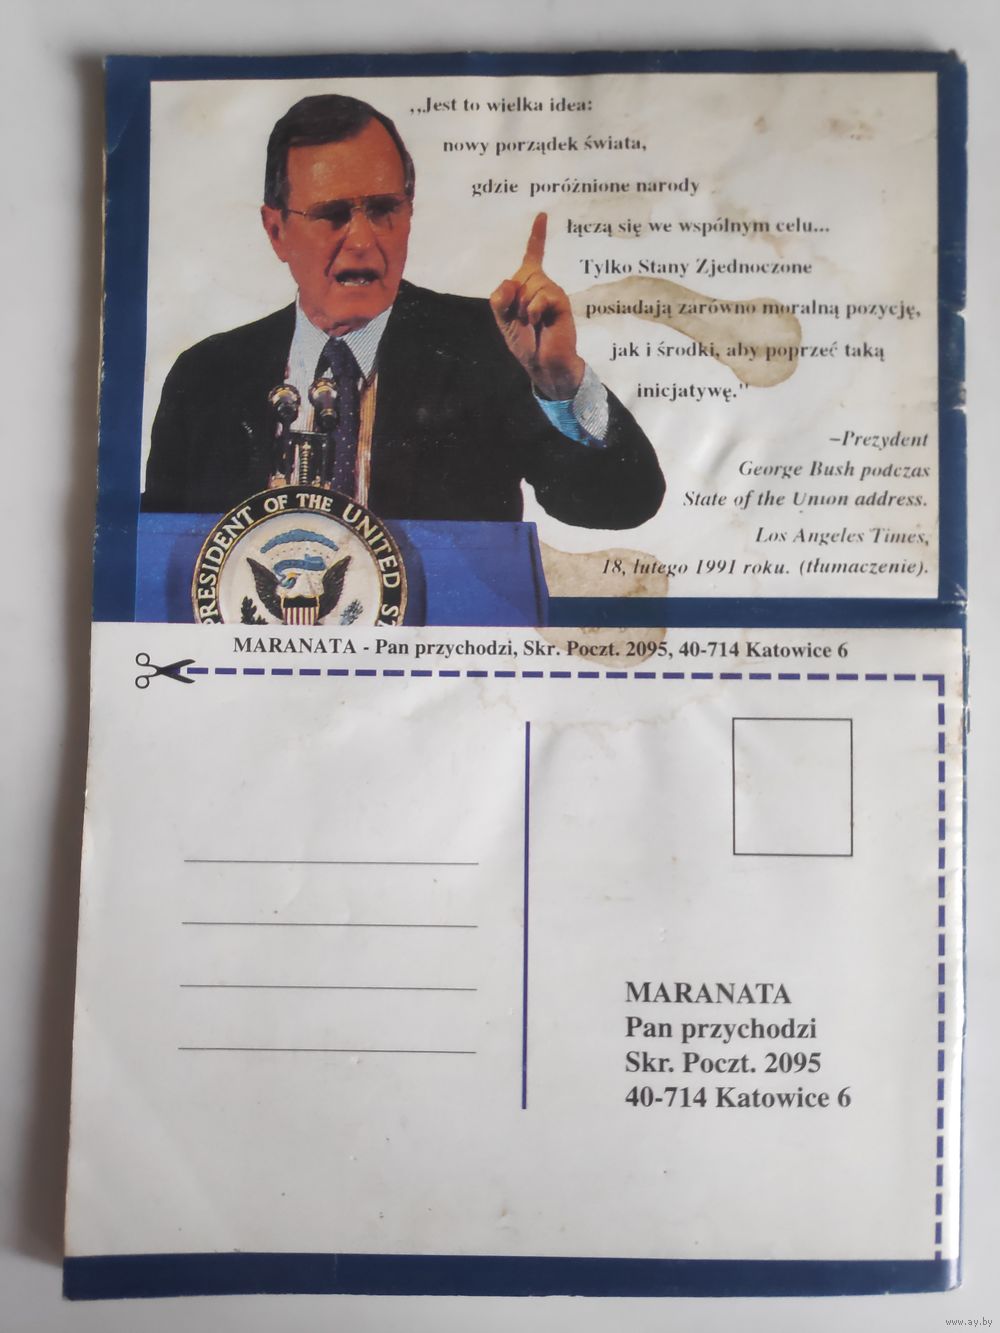 „Jest to wielka idea:
nowy porządek świata,
gdzie poróżnione narody
łączą się we wspólnym celu...
Tylko Stany Zjednoczone
posiadają zarówno moralną pozycję,
jak i środki, aby poprzeć taką
inicjatywę."
–Prezydent
George Bush podczas
State of the Union address.
Los Angeles Times,
18, lutego 1991 roku. (tłumaczenie).
PRESIDENT OF THE UNITED S
MARANATA - Pan przychodzi, Skr. Poczt. 2095, 40-714 Katowice 6
MARANATA
Pan przychodzi
Skr. Poczt. 2095
40-714 Katowice 6
www.ay.by